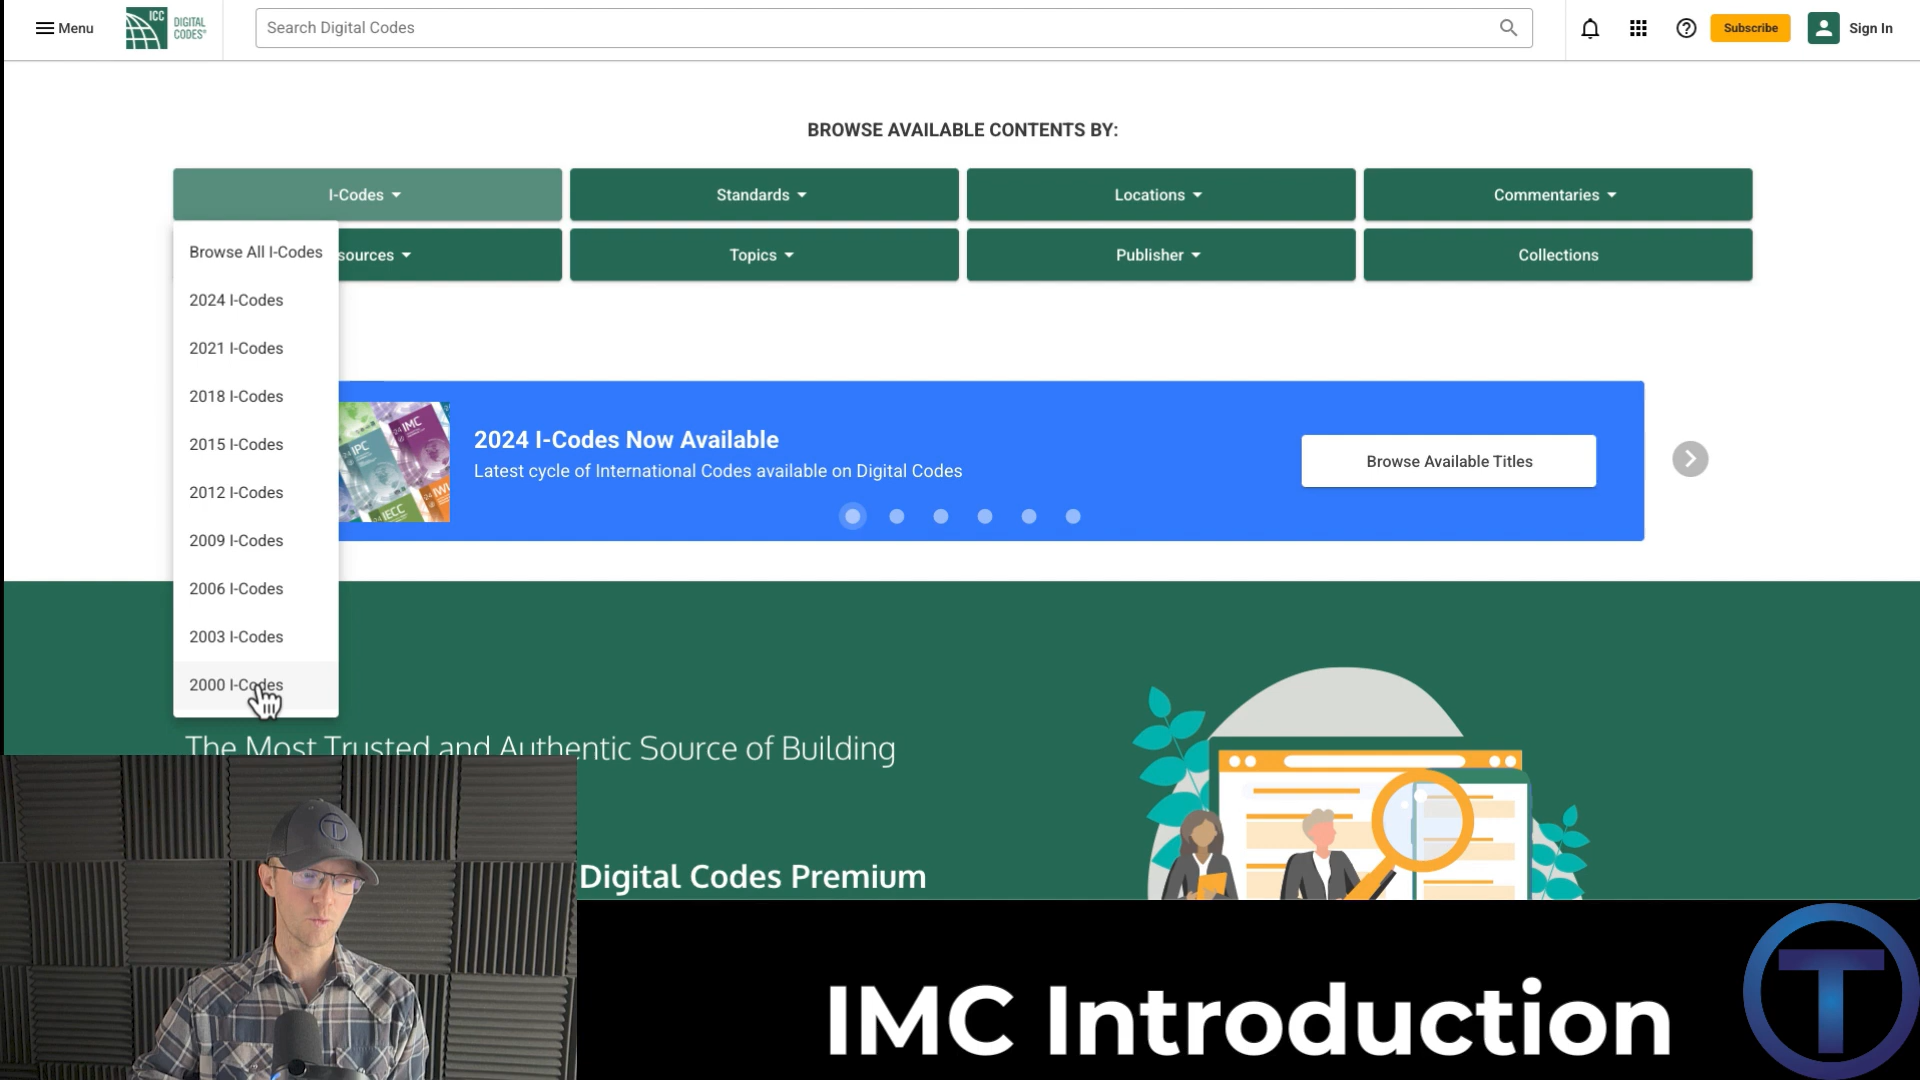 Menu
ICC
DIGITAL
CODES
Search Digital Codes
Subscribe
Sign In
BROWSE AVAILABLE CONTENTS BY:
I-Codes
Standards
Locations
Commentaries
sources
Topics
Publisher
Collections
Browse All I-Codes
2024 I-Codes
2021 I-Codes
2018 I-Codes
2015 I-Codes
2012 I-Codes
2009 I-Codes
2006 I-Codes
2003 I-Codes
2000 I-Codes
IMC
IPC
IECC
2024 I-Codes Now Available
Latest cycle of International Codes available on Digital Codes
Browse Available Titles
The Most Trusted and Authentic Source of Building
Digital Codes Premium
IMC Introduction
T